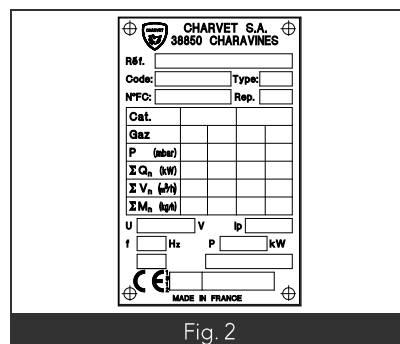 CHARVET
CHARVET S.A.
38850 CHARAVINES
Réf.
Code: Type:
N°FC: Rep.
Cat.
Gaz
P (mbar)
ΣQn (kW)
ΣVn (m³/h)
ΣMn (kg/h)
U V Ip
f Hz P kW
CE
MADE IN FRANCE
Fig. 2